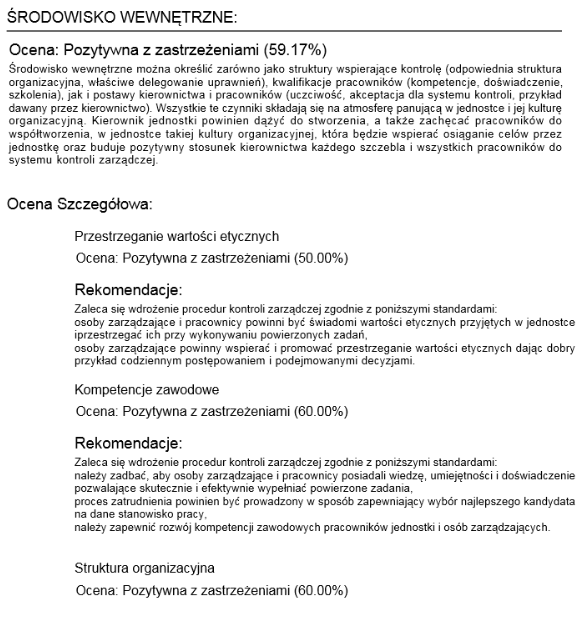 ŚRODOWISKO WEWNĘTRZNE:
Ocena: Pozytywna z zastrzeżeniami (59.17%)
Środowisko wewnętrzne można określić zarówno jako struktury wspierające kontrolę (odpowiednia struktura
organizacyjna, właściwe delegowanie uprawnień), kwalifikacje pracowników (kompetencje, doświadczenie,
szkolenia), jak i postawy kierownictwa i pracowników (uczciwość, akceptacja dla systemu kontroli, przykład
dawany przez kierownictwo). Wszystkie te czynniki składają się na atmosferę panującą w jednostce i jej kulturę
organizacyjną. Kierownik jednostki powinien dążyć do stworzenia, a także zachęcać pracowników do
współtworzenia, w jednostce takiej kultury organizacyjnej, która będzie wspierać osiąganie celów przez
jednostkę oraz buduje pozytywny stosunek kierownictwa każdego szczebla i wszystkich pracowników do
systemu kontroli zarządczej.
Ocena Szczegółowa:
Przestrzeganie wartości etycznych
Ocena: Pozytywna z zastrzeżeniami (50.00%)
Rekomendacje:
Zaleca się wdrożenie procedur kontroli zarządczej zgodnie z poniższymi standardami:
osoby zarządzające i pracownicy powinni być świadomi wartości etycznych przyjętych w jednostce
iprzestrzegać ich przy wykonywaniu powierzonych zadań,
osoby zarządzające powinny wspierać i promować przestrzeganie wartości etycznych dając dobry
przykład codziennym postępowaniem i podejmowanymi decyzjami.
Kompetencje zawodowe
Ocena: Pozytywna z zastrzeżeniami (60.00%)
Rekomendacje:
Zaleca się wdrożenie procedur kontroli zarządczej zgodnie z poniższymi standardami:
należy zadbać, aby osoby zarządzające i pracownicy posiadali wiedzę, umiejętności i doświadczenie
pozwalające skutecznie i efektywnie wypełniać powierzone zadania,
proces zatrudnienia powinien być prowadzony w sposób zapewniający wybór najlepszego kandydata
na dane stanowisko pracy,
należy zapewnić rozwój kompetencji zawodowych pracowników jednostki i osób zarządzających.
Struktura organizacyjna
Ocena: Pozytywna z zastrzeżeniami (60.00%)